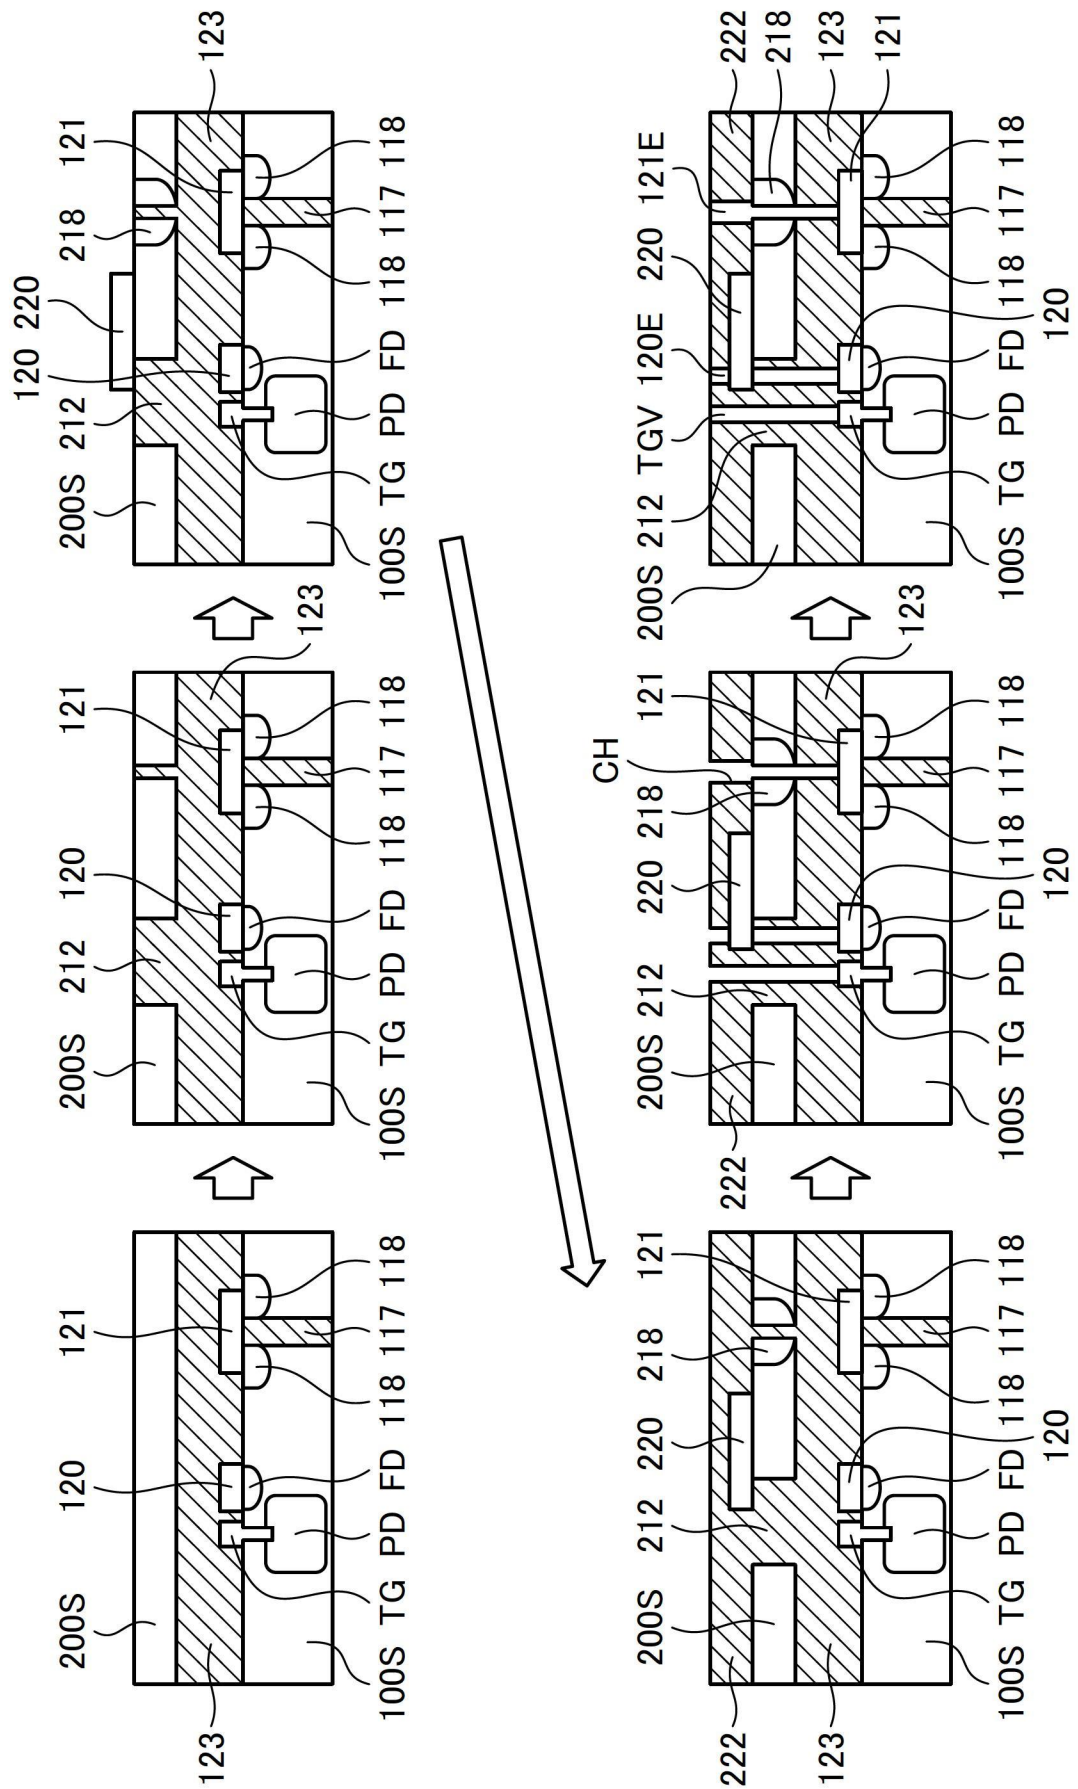 120 220
200S 120 121 200S 212 120 121 200S 212 218 121
123 123
123
100S TG PD FD 118 117 118 100S TG PD FD 118 117 118 100S TG PD FD 118 117 118
CH
200S 212 220 218 121 200S 212 220 218 121 200S 212 TGV 120E 220 121E
222 222 222
218
123 123
121
123
100S TG PD FD 118 117 118 100S TG PD FD 118 117 118 100S TG PD FD 118 117 118
120 120 120